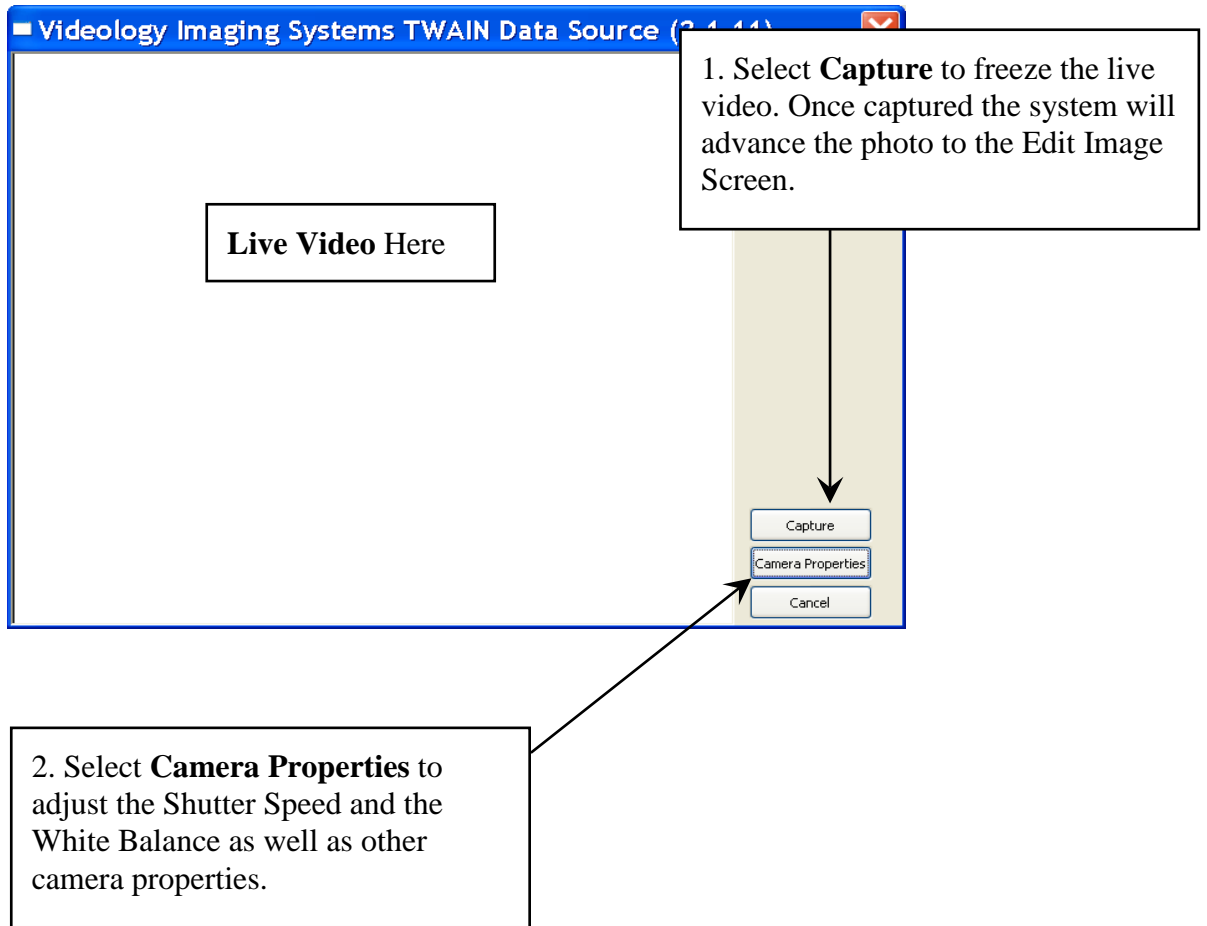 Videology Imaging Systems TWAIN Data Source
1. Select Capture to freeze the live
video. Once captured the system will
advance the photo to the Edit Image
Screen.
Live Video Here
Capture
Camera Properties
Cancel
2. Select Camera Properties to
adjust the Shutter Speed and the
White Balance as well as other
camera properties.